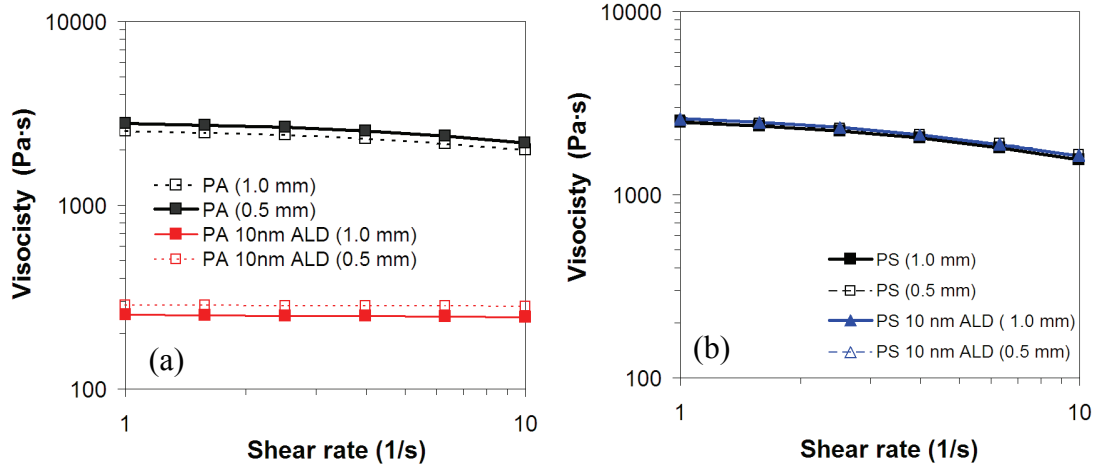 10000
1000
100
Visocisty (Pa·s)
PA (1.0 mm)
PA (0.5 mm)
PA 10nm ALD (1.0 mm)
PA 10nm ALD (0.5 mm)
(a)
1
10
Shear rate (1/s)
10000
1000
100
Visocisty (Pa·s)
PS (1.0 mm)
PS (0.5 mm)
PS 10 nm ALD ( 1.0 mm)
PS 10 nm ALD (0.5 mm)
(b)
1
10
Shear rate (1/s)